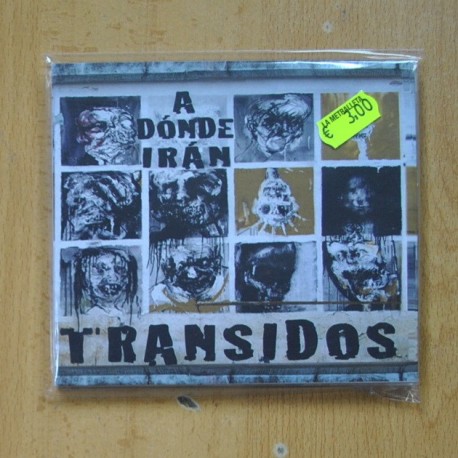 A
DÓNDE
IRÁN
LA METRALLETA
€ 3,00
TRANSIDOS